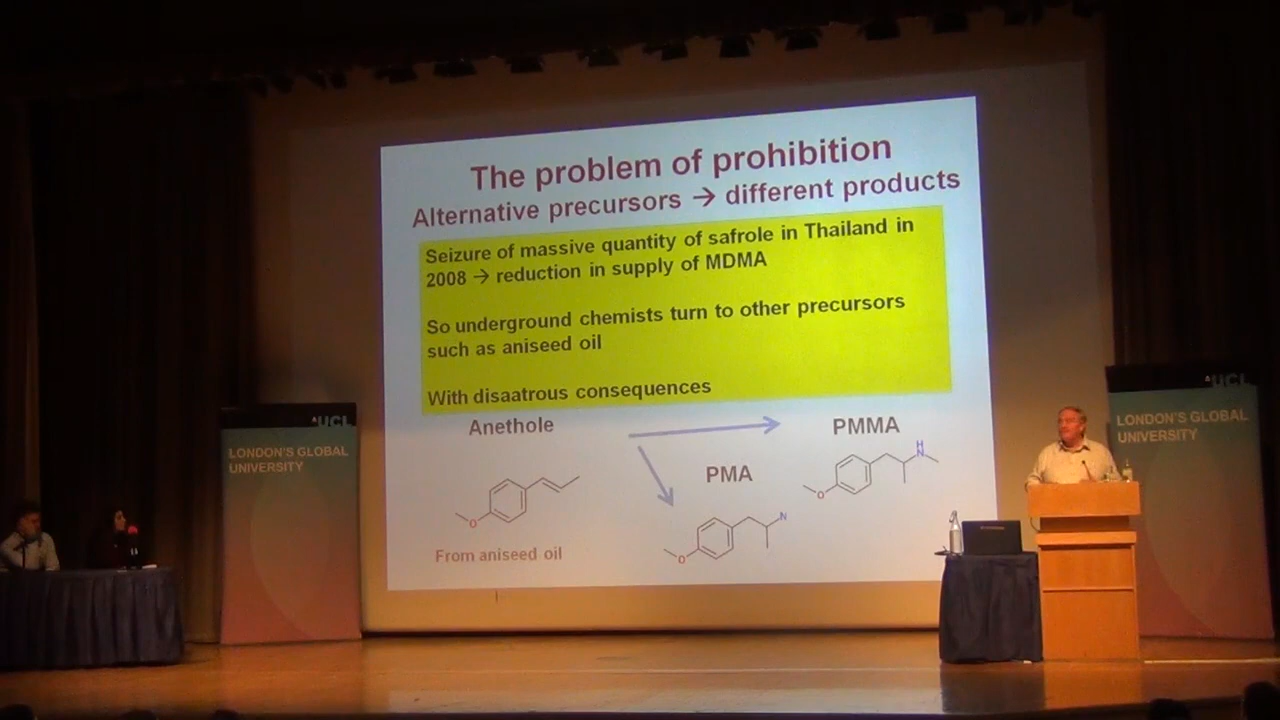 The problem of prohibition
Alternative precursors → different products
Seizure of massive quantity of safrole in Thailand in
2008 → reduction in supply of MDMA
So underground chemists turn to other precursors
such as aniseed oil
With disaatrous consequences
Anethole
PMMA
PMA
H
N
O
N
O
O
From aniseed oil
UCL
LONDON'S GLOBAL
UNIVERSITY
UCL
LONDON'S GLOBAL
UNIVERSITY